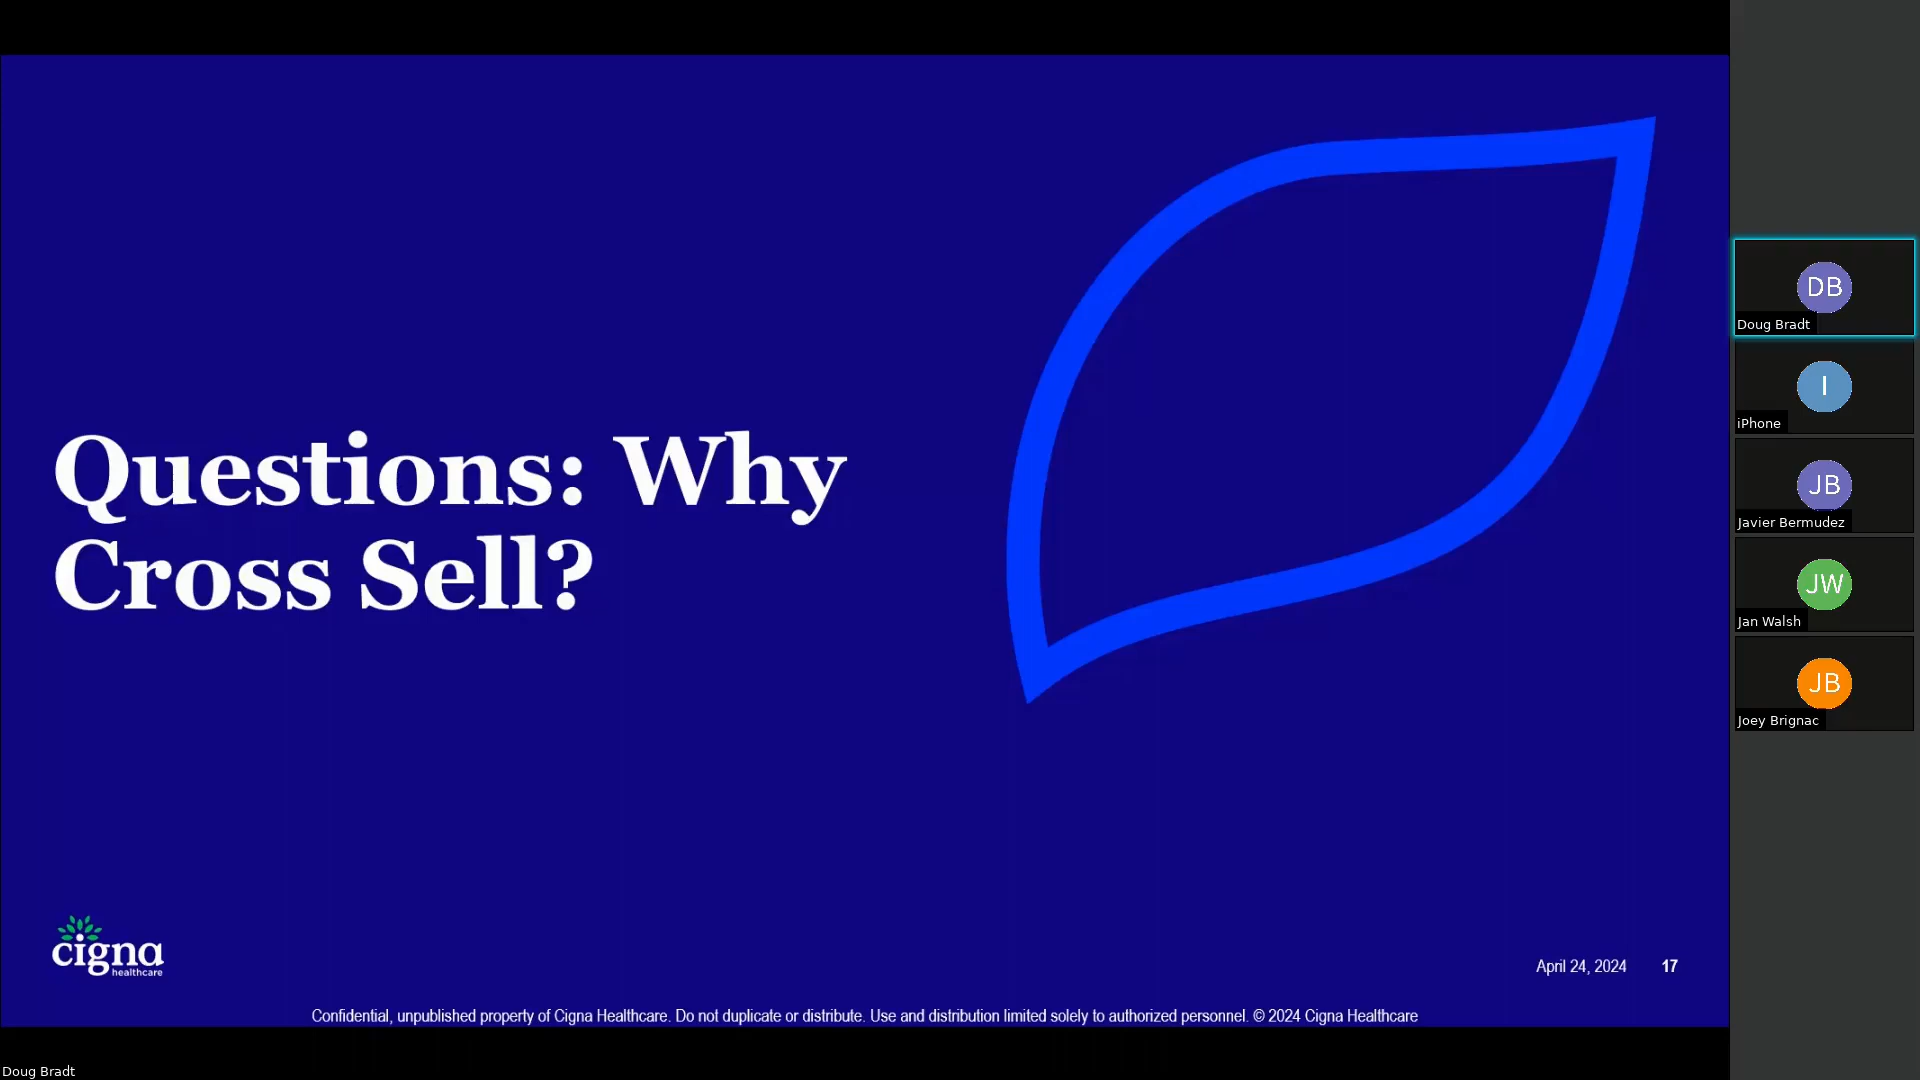 Questions: Why
Cross Sell?
cigna
healthcare
April 24, 2024 17
Confidential, unpublished property of Cigna Healthcare. Do not duplicate or distribute. Use and distribution limited solely to authorized personnel. © 2024 Cigna Healthcare
Doug Bradt
DB
Doug Bradt
I
iPhone
JB
Javier Bermudez
JW
Jan Walsh
JB
Joey Brignac